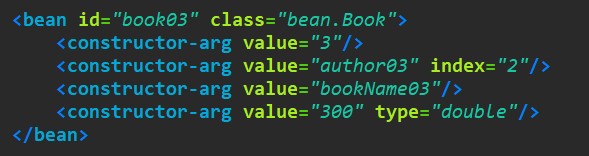 <bean id="book03" class="bean.Book">
    <constructor-arg value="3"/>
    <constructor-arg value="author03" index="2"/>
    <constructor-arg value="bookName03"/>
    <constructor-arg value="300" type="double"/>
</bean>